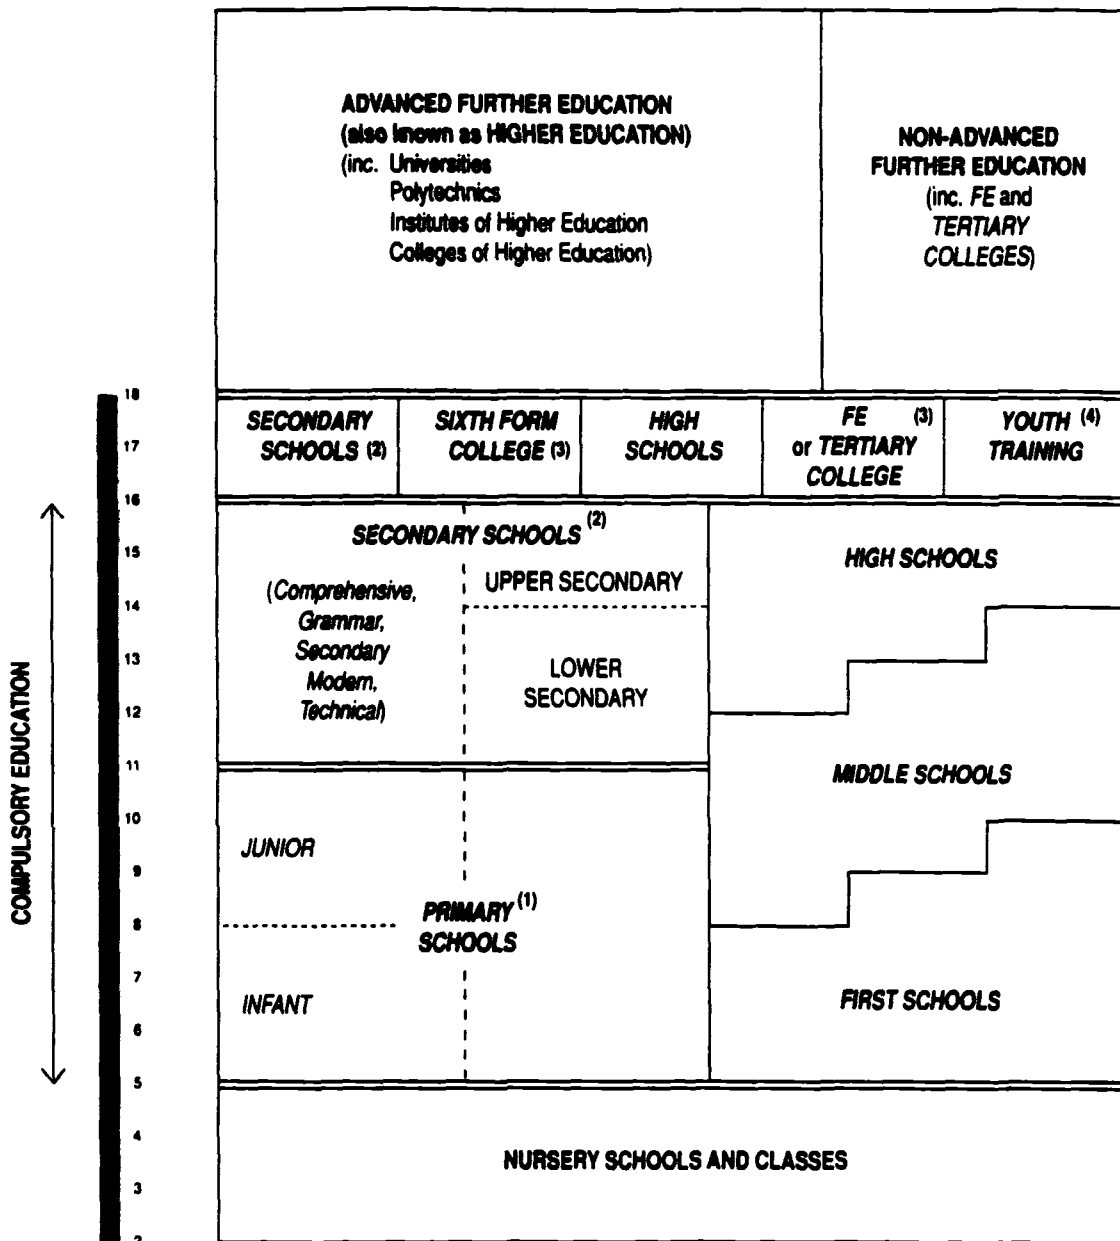 ADVANCED FURTHER EDUCATION
(also known as HIGHER EDUCATION)
(inc. Universities
Polytechnics
Institutes of Higher Education
Colleges of Higher Education)
NON-ADVANCED
FURTHER EDUCATION
(inc. FE and
TERTIARY
COLLEGES)
18
17
16
15
14
13
12
11
10
9
8
7
6
5
4
3
2
COMPULSORY EDUCATION
SECONDARY
SCHOOLS (2)
SIXTH FORM
COLLEGE (3)
HIGH
SCHOOLS
FE (3)
or TERTIARY
COLLEGE
YOUTH (4)
TRAINING
SECONDARY SCHOOLS (2)
(Comprehensive,
Grammar,
Secondary
Modern,
Technical)
UPPER SECONDARY
LOWER
SECONDARY
HIGH SCHOOLS
MIDDLE SCHOOLS
JUNIOR
PRIMARY (1)
SCHOOLS
INFANT
FIRST SCHOOLS
NURSERY SCHOOLS AND CLASSES